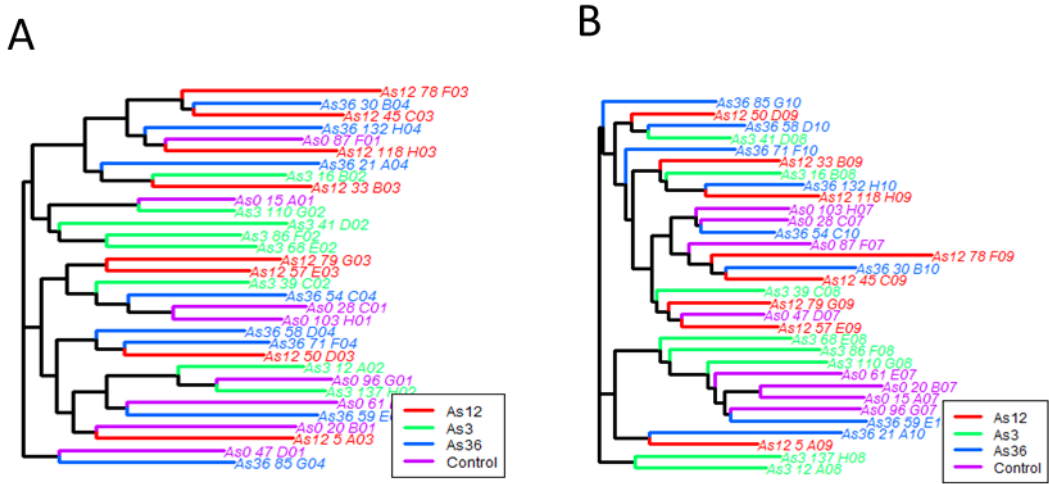 A
As12 78 F03
As36 30 B04
As12 45 C03
As36 132 H04
As0 87 F01
As12 118 H03
As36 21 A04
As3 16 B02
As12 33 B03
As0 15 A01
As3 110 G02
As3 41 D02
As3 86 F02
As3 68 E02
As12 79 G03
As12 57 E03
As3 39 C02
As36 54 C04
As0 28 C01
As0 103 H01
As36 58 D04
As36 71 F04
As12 50 D03
As3 12 A02
As0 96 G01
As3 137 H02
As0 61
As36 59 E
As0 20 B01
As12 5 A03
As0 47 D01
As36 85 G04
As12
As3
As36
Control
B
As36 85 G10
As12 50 D09
As36 58 D10
As3 41 D08
As36 71 F10
As12 33 B09
As3 16 B08
As36 132 H10
As12 118 H09
As0 103 H07
As0 28 C07
As36 54 C10
As0 87 F07
As12 78 F09
As36 30 B10
As12 45 C09
As3 39 C08
As12 79 G09
As0 47 D07
As12 57 E09
As3 68 E08
As3 86 F08
As3 110 G08
As0 61 E07
As0 20 B07
As0 15 A07
As0 96 G07
As36 59 E1
As36 21 A10
As12 5 A09
As3 137 H08
As3 12 A08
As12
As3
As36
Control